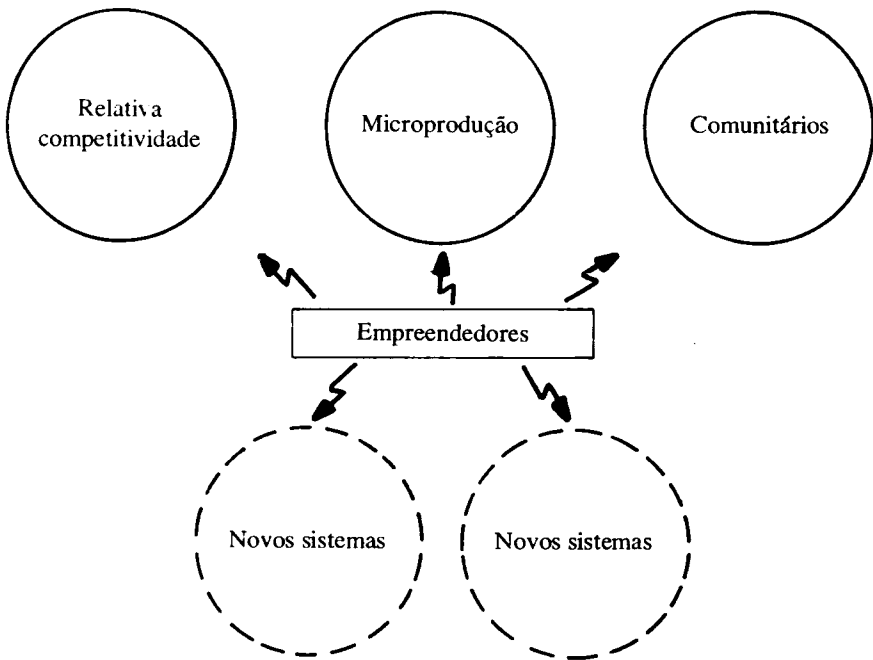 Relativa
competitividade
Microprodução
Comunitários
Empreendedores
Novos sistemas
Novos sistemas